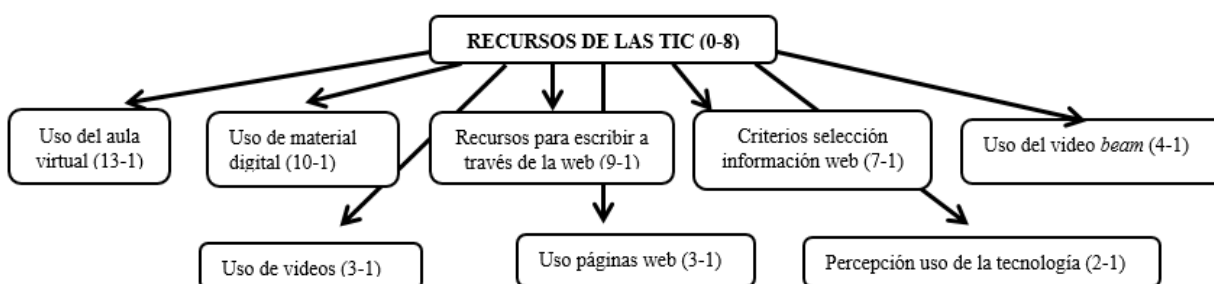 RECURSOS DE LAS TIC (0-8)
Uso del aula
virtual (13-1)
Uso de material
digital (10-1)
Recursos para escribir a
través de la web (9-1)
Criterios selección
información web (7-1)
Uso del video beam (4-1)
Uso de videos (3-1)
Uso páginas web (3-1)
Percepción uso de la tecnología (2-1)